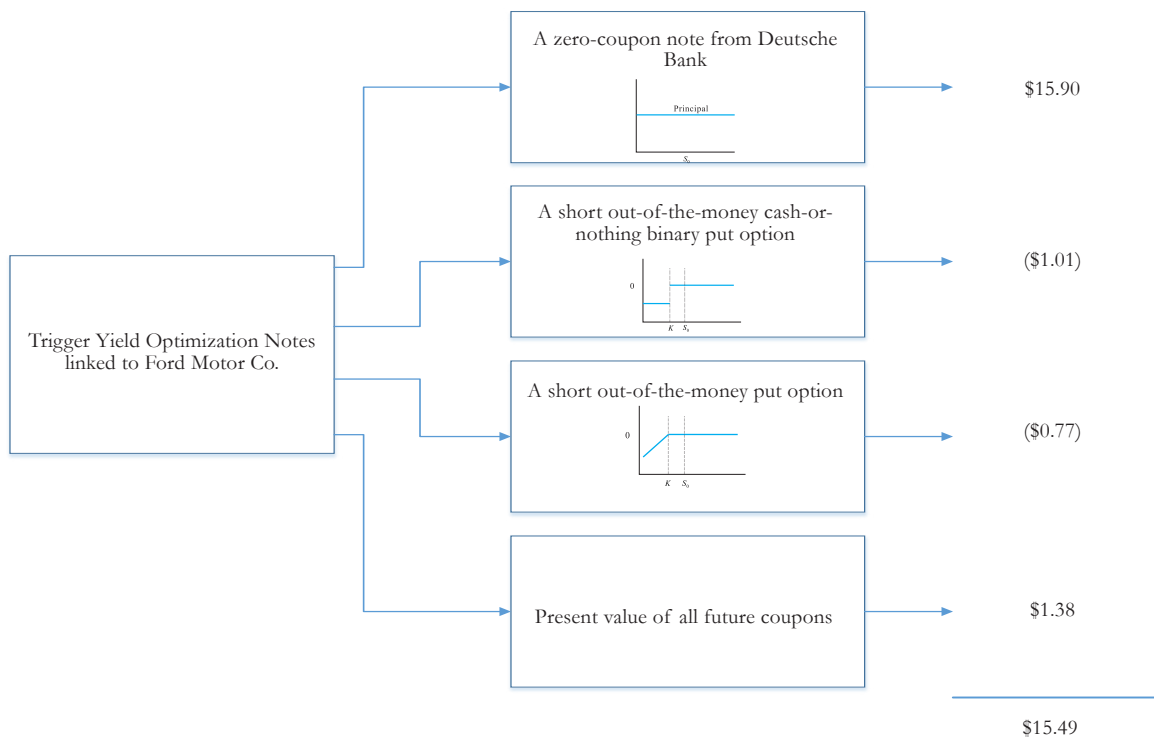 A zero-coupon note from Deutsche
Bank
Principal
S₀
$15.90
A short out-of-the-money cash-or-
nothing binary put option
0
K S₀
($1.01)
Trigger Yield Optimization Notes
linked to Ford Motor Co.
A short out-of-the-money put option
0
K S₀
($0.77)
Present value of all future coupons
$1.38
$15.49